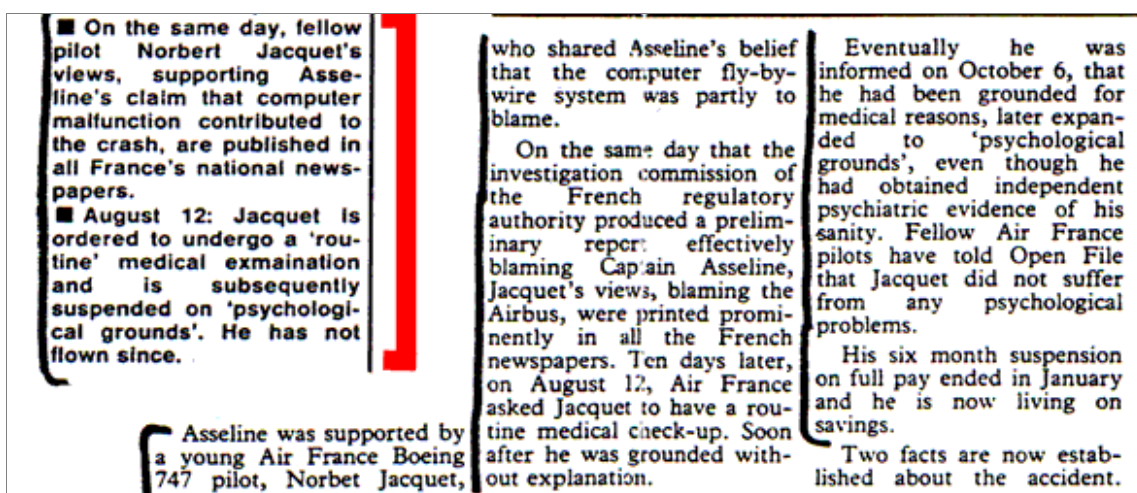 ■ On the same day, fellow
pilot Norbert Jacquet's
views, supporting Asse-
line's claim that computer
malfunction contributed to
the crash, are published in
all France's national news-
papers.
■ August 12: Jacquet is
ordered to undergo a 'rou-
tine' medical exmaination
and is subsequently
suspended on 'psychologi-
cal grounds'. He has not
flown since.
Asseline was supported by
a young Air France Boeing
747 pilot, Norbet Jacquet,
who shared Asseline's belief
that the computer fly-by-
wire system was partly to
blame.
On the same day that the
investigation commission of
the French regulatory
authority produced a prelim-
inary report effectively
blaming Captain Asseline,
Jacquet's views, blaming the
Airbus, were printed promi-
nently in all the French
newspapers. Ten days later,
on August 12, Air France
asked Jacquet to have a rou-
tine medical check-up. Soon
after he was grounded with-
out explanation.
Eventually he was
informed on October 6, that
he had been grounded for
medical reasons, later expan-
ded to 'psychological
grounds', even though he
had obtained independent
psychiatric evidence of his
sanity. Fellow Air France
pilots have told Open File
that Jacquet did not suffer
from any psychological
problems.
His six month suspension
on full pay ended in January
and he is now living on
savings.
Two facts are now estab-
lished about the accident.